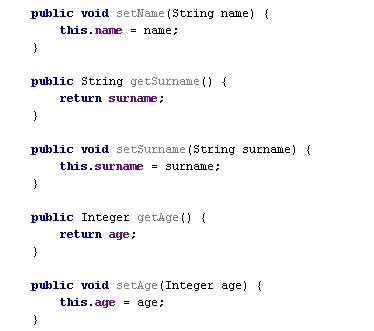 public void setName(String name) {
    this.name = name;
}

public String getSurname() {
    return surname;
}

public void setSurname(String surname) {
    this.surname = surname;
}

public Integer getAge() {
    return age;
}

public void setAge(Integer age) {
    this.age = age;
}